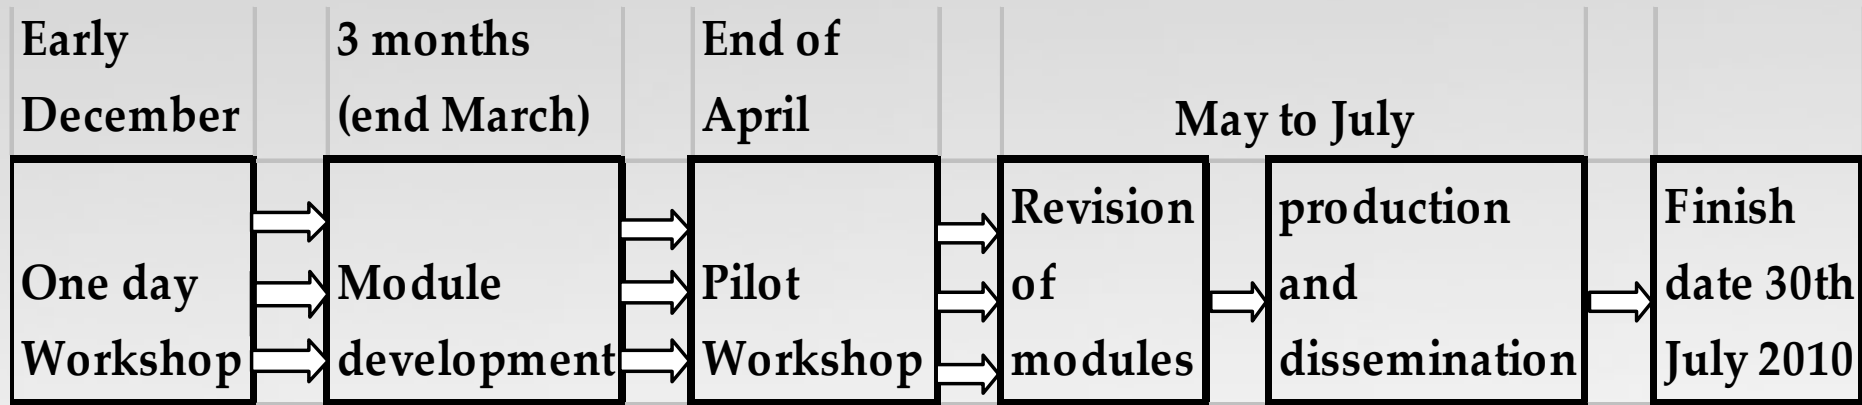 Early
December
3 months
(end March)
End of
April
May to July
One day
Workshop
Module
development
Pilot
Workshop
Revision
of
modules
production
and
dissemination
Finish
date 30th
July 2010